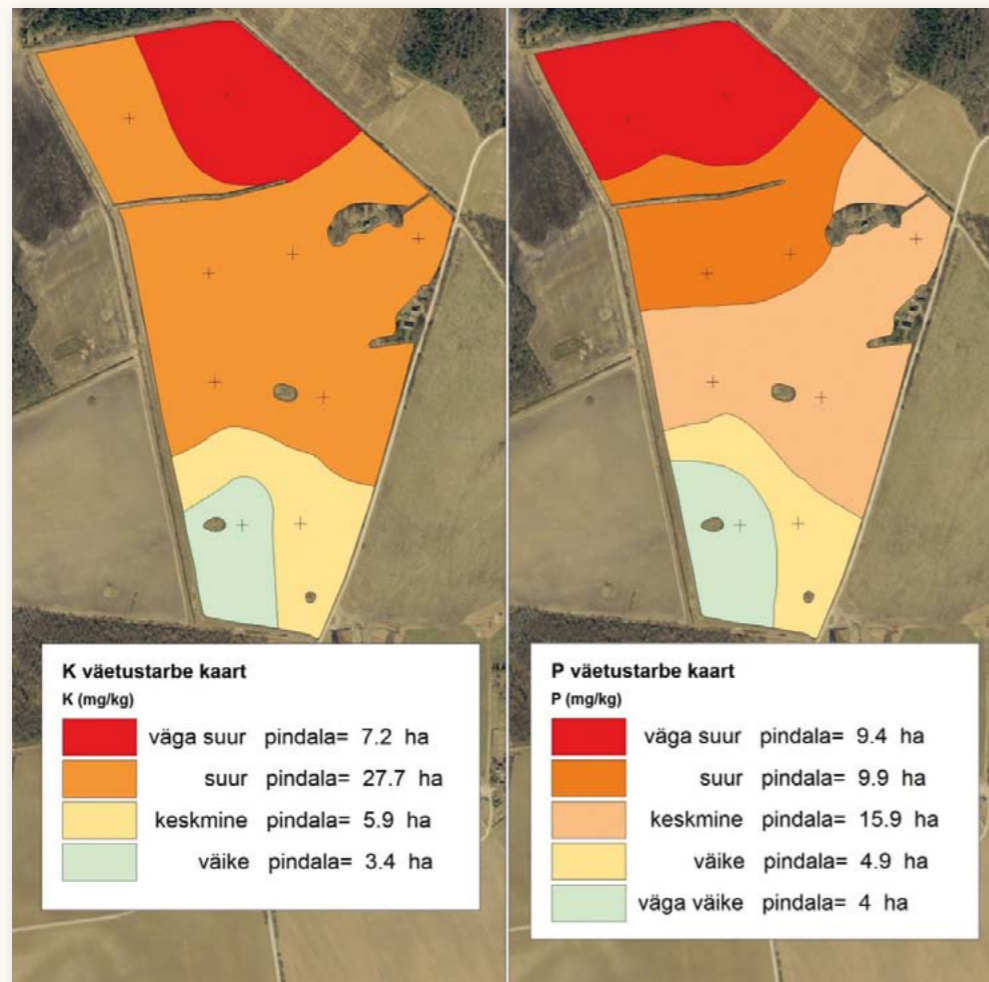 K väetustarbe kaart
K (mg/kg)
väga suur pindala= 7.2 ha
suur pindala= 27.7 ha
keskmine pindala= 5.9 ha
väike pindala= 3.4 ha
P väetustarbe kaart
P (mg/kg)
väga suur pindala= 9.4 ha
suur pindala= 9.9 ha
keskmine pindala= 15.9 ha
väike pindala= 4.9 ha
väga väike pindala= 4 ha